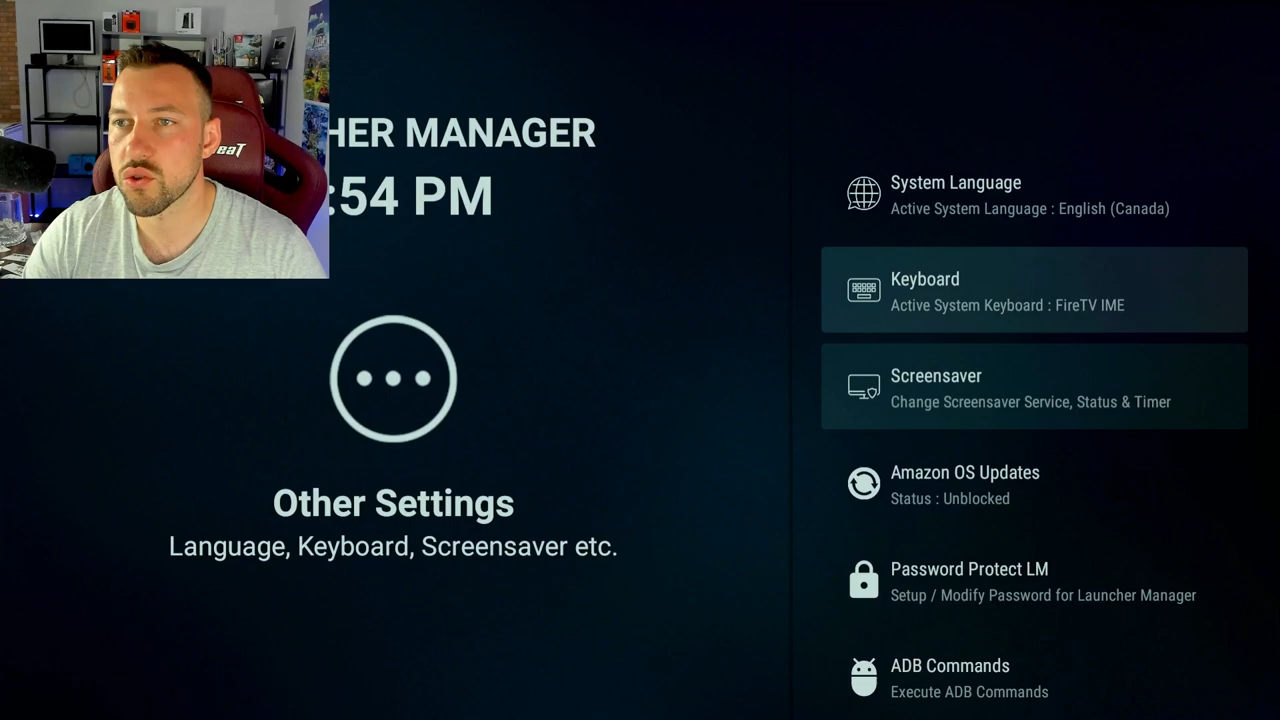 HER MANAGER
:54 PM
Other Settings
Language, Keyboard, Screensaver etc.
System Language
Active System Language : English (Canada)
Keyboard
Active System Keyboard : FireTV IME
Screensaver
Change Screensaver Service, Status & Timer
Amazon OS Updates
Status : Unblocked
Password Protect LM
Setup / Modify Password for Launcher Manager
ADB Commands
Execute ADB Commands